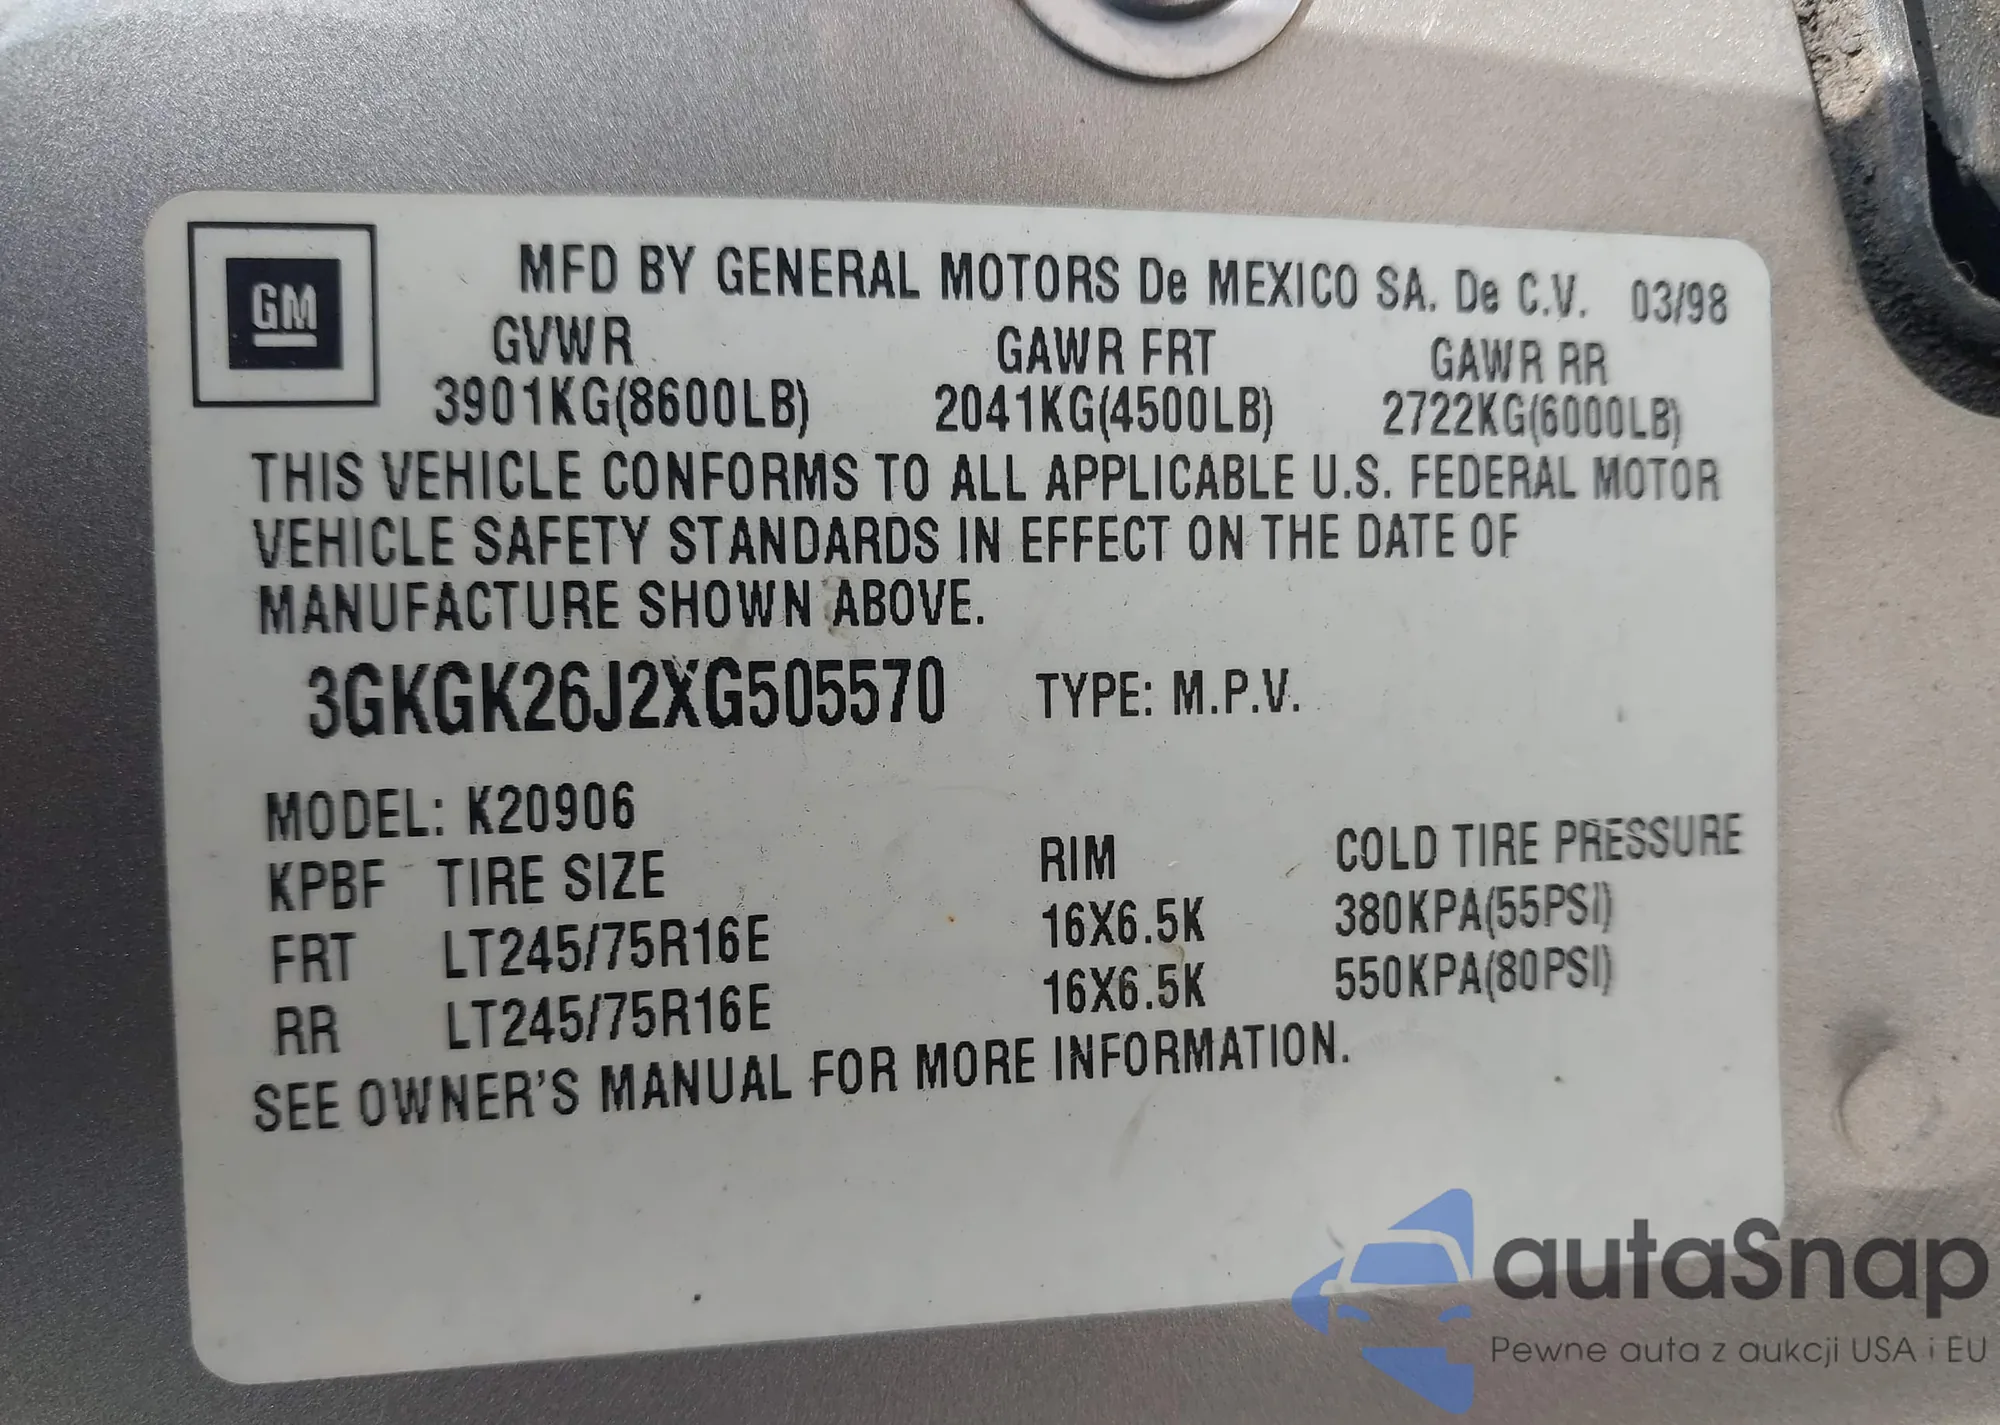 GM
MFD BY GENERAL MOTORS De MEXICO SA. De C.V. 03/98
GVWR GAWR FRT GAWR RR
3901KG(8600LB) 2041KG(4500LB) 2722KG(6000LB)
THIS VEHICLE CONFORMS TO ALL APPLICABLE U.S. FEDERAL MOTOR
VEHICLE SAFETY STANDARDS IN EFFECT ON THE DATE OF
MANUFACTURE SHOWN ABOVE.
3GKGK26J2XG505570 TYPE: M.P.V.
MODEL: K20906
KPBF TIRE SIZE RIM COLD TIRE PRESSURE
FRT LT245/75R16E 16X6.5K 380KPA(55PSI)
RR LT245/75R16E 16X6.5K 550KPA(80PSI)
SEE OWNER'S MANUAL FOR MORE INFORMATION.
autaSnap
Pewne auta z aukcji USA i EU